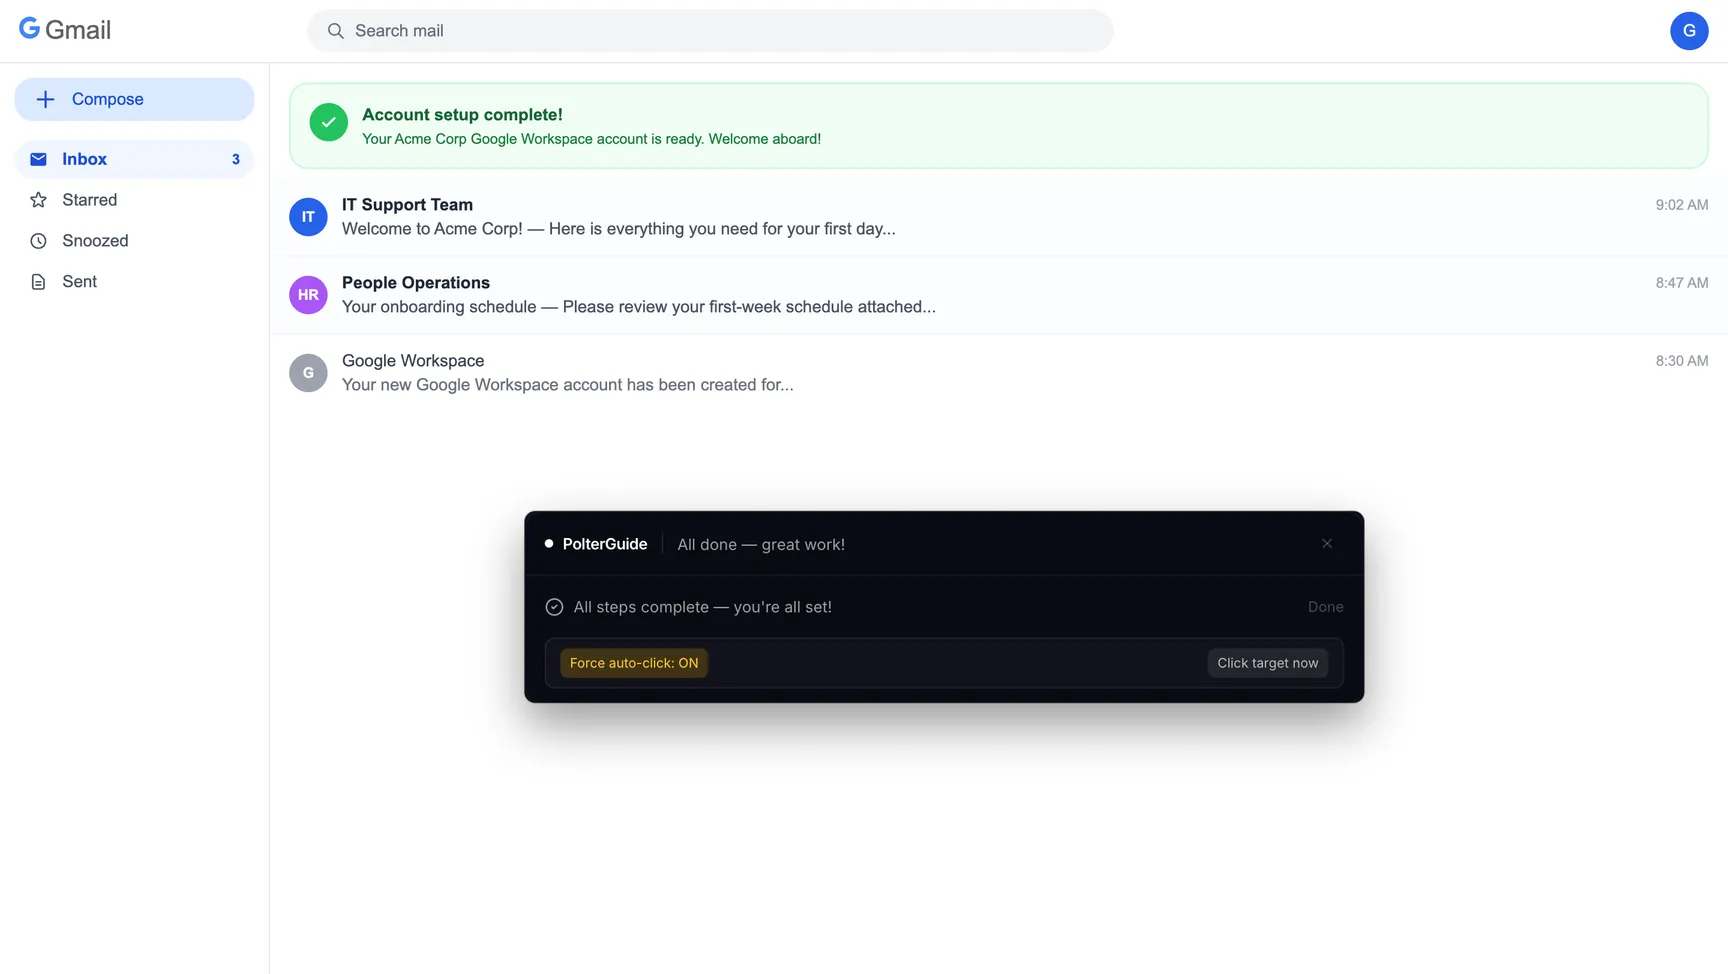 Gmail
Search mail
G
Compose
Inbox 3
Starred
Snoozed
Sent
Account setup complete!
Your Acme Corp Google Workspace account is ready. Welcome aboard!
IT
IT Support Team 9:02 AM
Welcome to Acme Corp! — Here is everything you need for your first day...
HR
People Operations 8:47 AM
Your onboarding schedule — Please review your first-week schedule attached...
G
Google Workspace 8:30 AM
Your new Google Workspace account has been created for...
PolterGuide All done — great work!
All steps complete — you're all set! Done
Force auto-click: ON Click target now